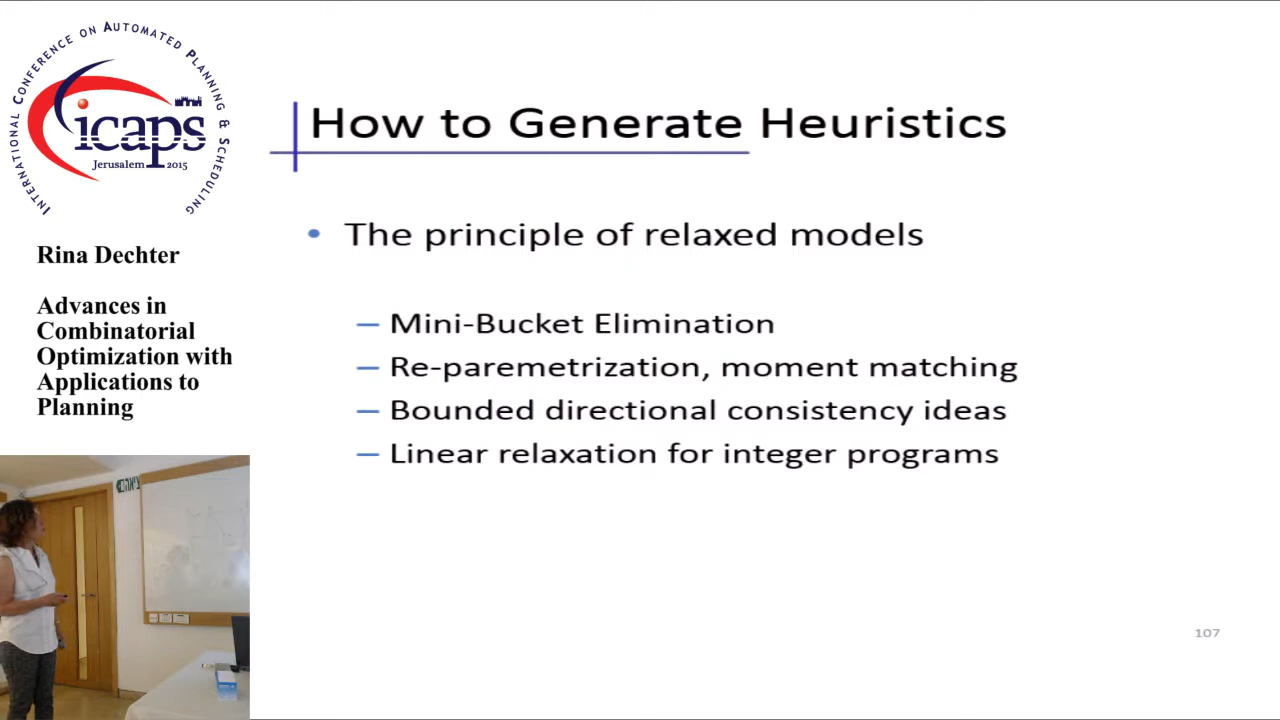 INTERNATIONAL CONFERENCE ON AUTOMATED PLANNING & SCHEDULING
icaps
Jerusalem 2015
Rina Dechter
Advances in
Combinatorial
Optimization with
Applications to
Planning
How to Generate Heuristics
• The principle of relaxed models
– Mini-Bucket Elimination
– Re-paremetrization, moment matching
– Bounded directional consistency ideas
– Linear relaxation for integer programs
107
יציאה